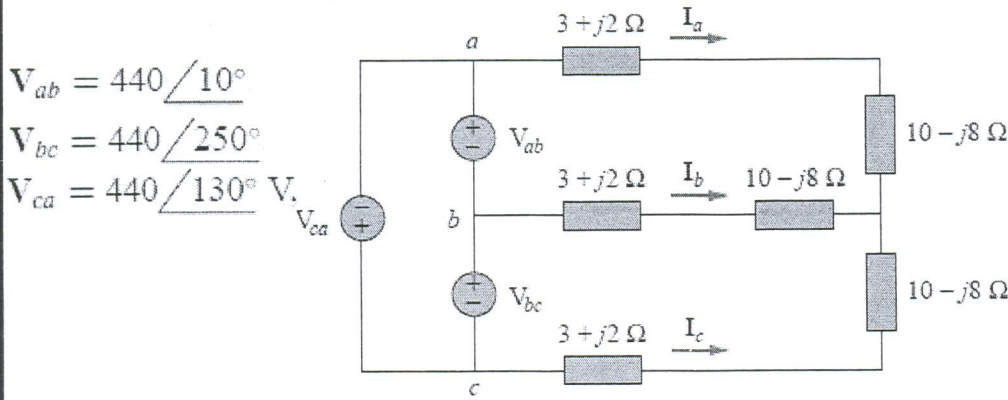 V_ab = 440 /10°
V_bc = 440 /250°
V_ca = 440 /130° V.
3 + j2 Ω I_a
a
10 − j8 Ω
+
− V_ab
3 + j2 Ω I_b 10 − j8 Ω
b
−
+ V_ca
+
− V_bc
10 − j8 Ω
3 + j2 Ω I_c
c